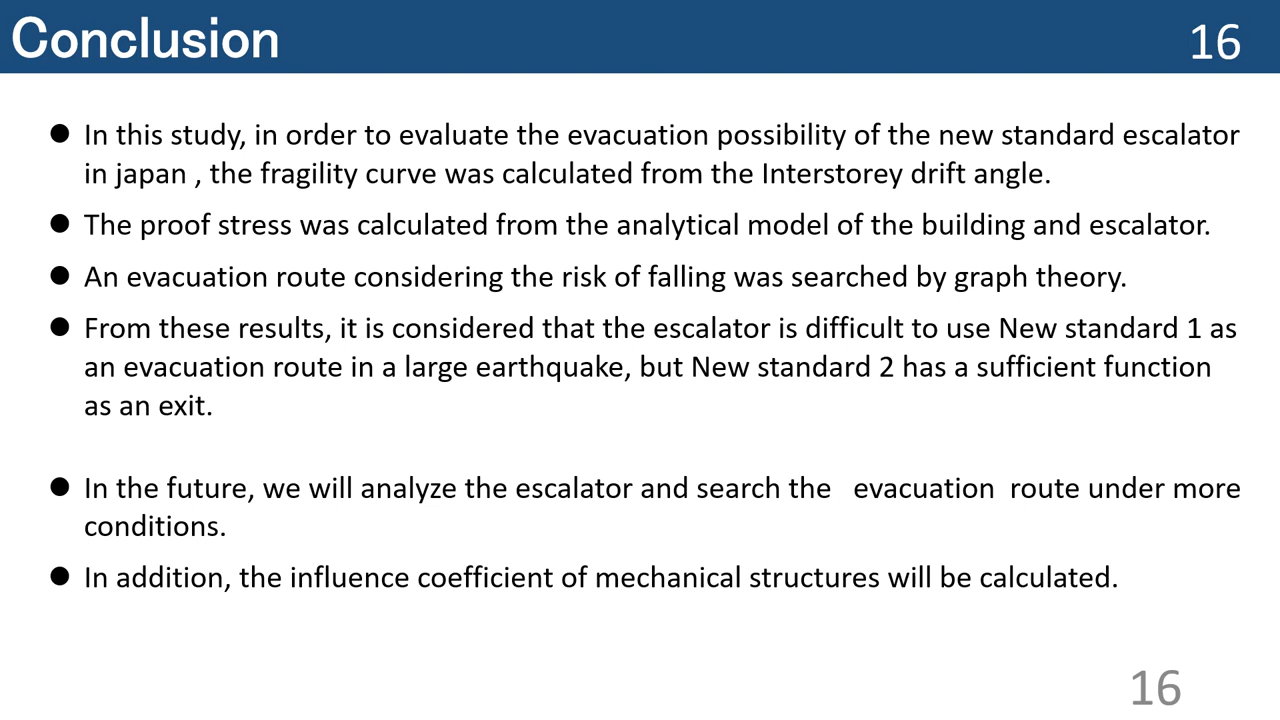 Conclusion 16
● In this study, in order to evaluate the evacuation possibility of the new standard escalator
in japan , the fragility curve was calculated from the Interstorey drift angle.
● The proof stress was calculated from the analytical model of the building and escalator.
● An evacuation route considering the risk of falling was searched by graph theory.
● From these results, it is considered that the escalator is difficult to use New standard 1 as
an evacuation route in a large earthquake, but New standard 2 has a sufficient function
as an exit.
● In the future, we will analyze the escalator and search the   evacuation  route under more
conditions.
● In addition, the influence coefficient of mechanical structures will be calculated.
16